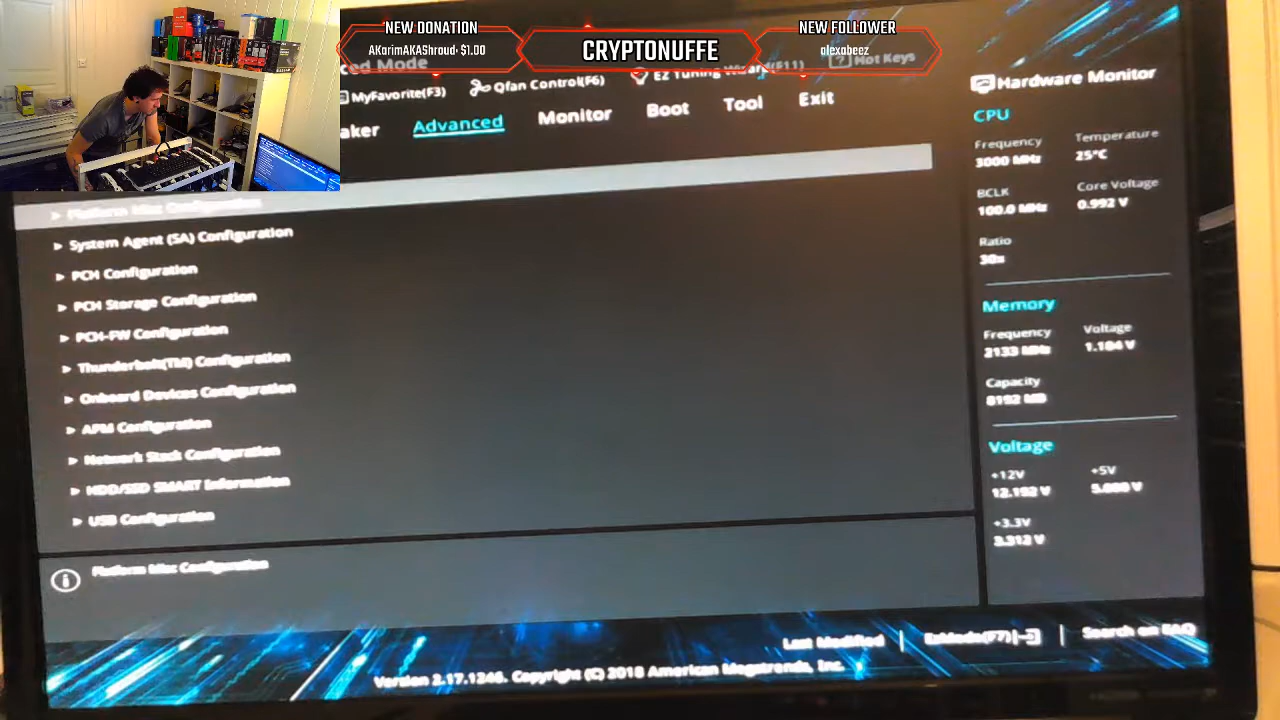 NEW DONATION
AKarimAKAShroud· $1.00
CRYPTONUFFE
NEW FOLLOWER
alexabeez
ced Mode
MyFavorite(F3)
Qfan Control(F6)
EZ Tuning Wizard(F11)
? Hot Keys
aker
Advanced
Monitor
Boot
Tool
Exit
Platform Misc Configuration
System Agent (SA) Configuration
PCH Configuration
PCH Storage Configuration
PCH-FW Configuration
Thunderbolt(TM) Configuration
Onboard Devices Configuration
APM Configuration
Network Stack Configuration
HDD/SSD SMART Information
USB Configuration
Platform Misc Configuration
Hardware Monitor
CPU
Frequency Temperature
3000 MHz 25°C
BCLK Core Voltage
100.0 MHz 0.992 V
Ratio
30x
Memory
Frequency Voltage
2133 MHz 1.184 V
Capacity
8192 MB
Voltage
+12V +5V
12.192 V
+3.3V
3.312 V
Last Modified
EzMode(F7)
Search on FAQ
Version 2.17.1246. Copyright (C) 2018 American Megatrends, Inc.